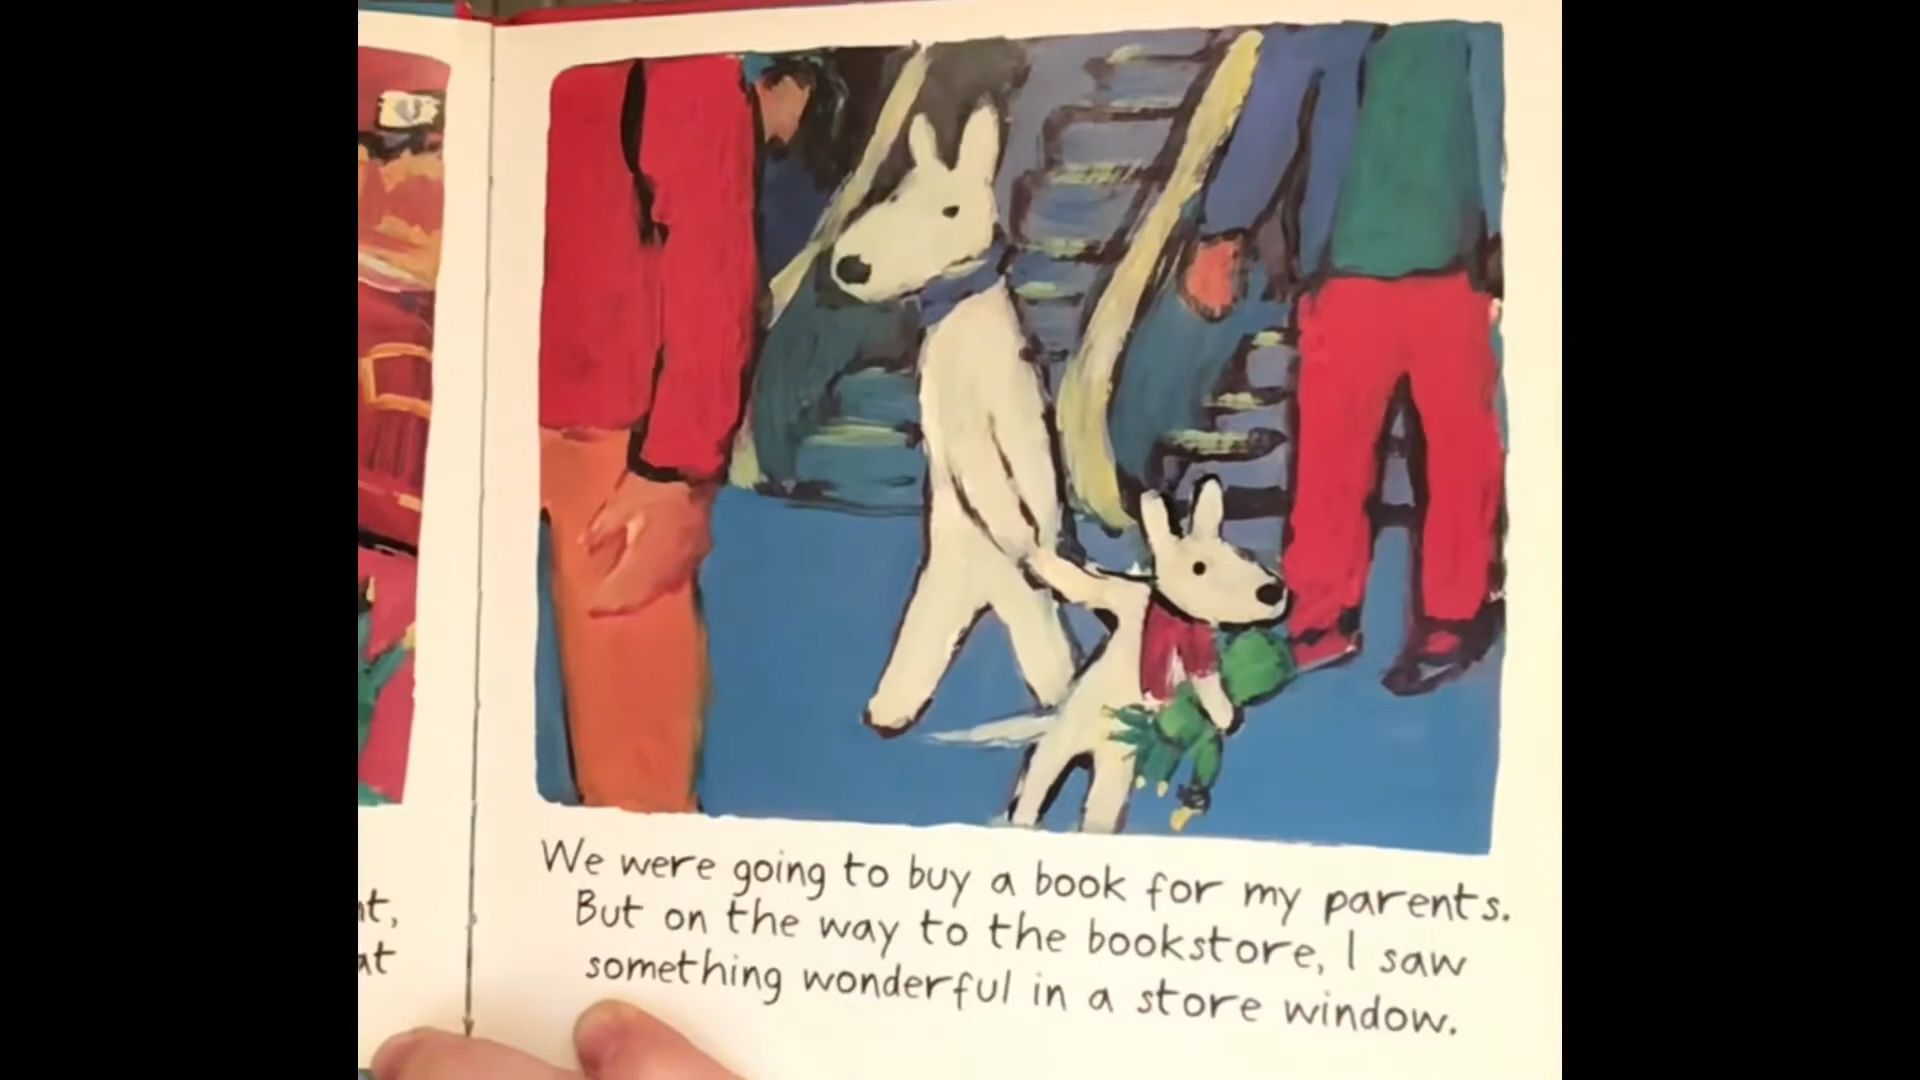 We were going to buy a book for my parents.
But on the way to the bookstore, I saw
something wonderful in a store window.